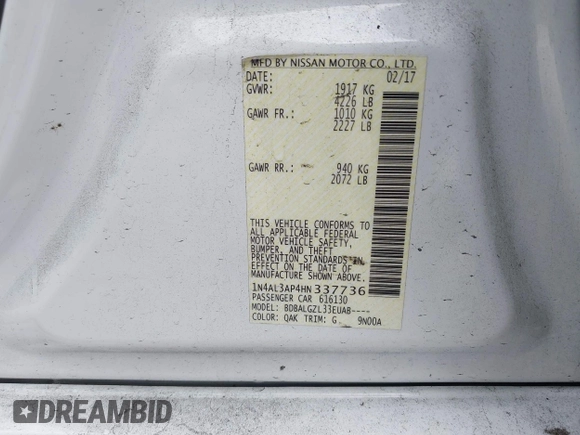 MFD BY NISSAN MOTOR CO., LTD.
DATE: 02/17
GVWR: 1917 KG
4226 LB
GAWR FR.: 1010 KG
2227 LB
GAWR RR.: 940 KG
2072 LB
THIS VEHICLE CONFORMS TO
ALL APPLICABLE FEDERAL
MOTOR VEHICLE SAFETY,
BUMPER, AND THEFT
PREVENTION STANDARDS IN
EFFECT ON THE DATE OF
MANUFACTURE SHOWN ABOVE.
1N4AL3AP4HN 337736
PASSENGER CAR 616130
MODEL: BDBALGZL33EUAB----
COLOR: QAK TRIM: G 9N00A
DREAMBID